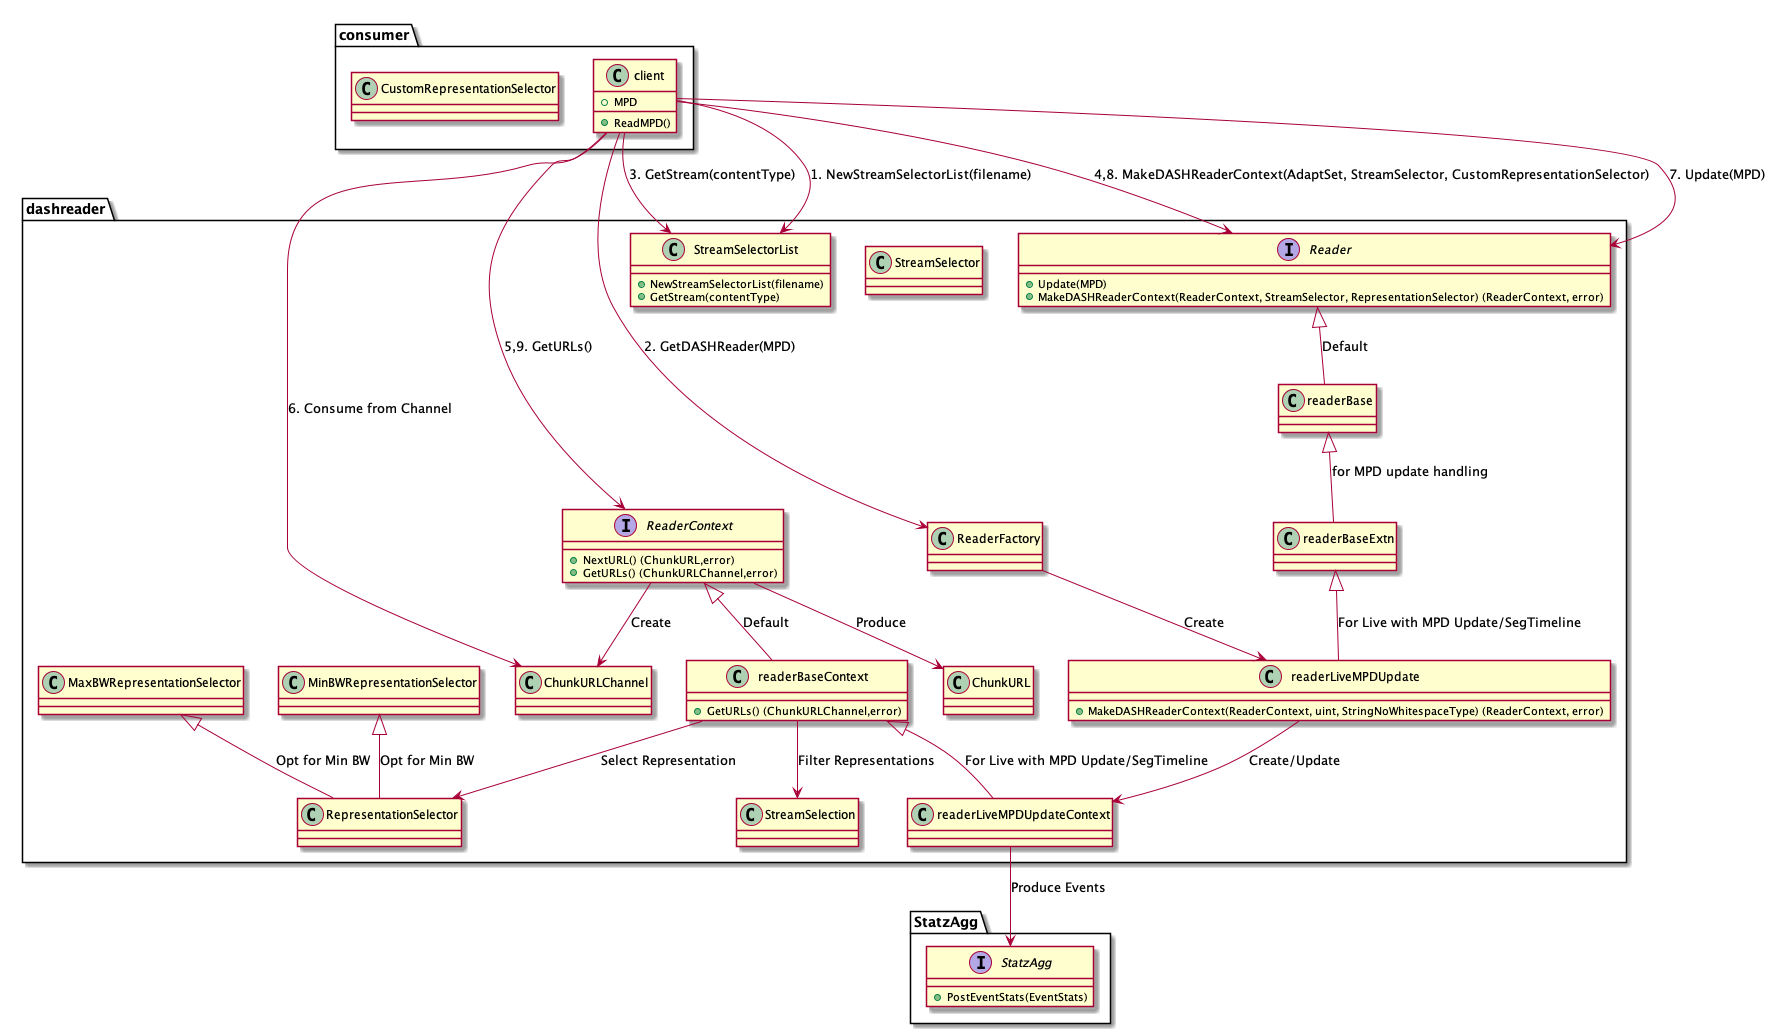 consumer
C CustomRepresentationSelector
C client
MPD
ReadMPD()
3. GetStream(contentType)
1. NewStreamSelectorList(filename)
4,8. MakeDASHReaderContext(AdaptSet, StreamSelector, CustomRepresentationSelector)
7. Update(MPD)
dashreader
C StreamSelectorList
NewStreamSelectorList(filename)
GetStream(contentType)
C StreamSelector
I Reader
Update(MPD)
MakeDASHReaderContext(ReaderContext, StreamSelector, RepresentationSelector) (ReaderContext, error)
5,9. GetURLs()
2. GetDASHReader(MPD)
Default
6. Consume from Channel
C readerBase
for MPD update handling
I ReaderContext
NextURL() (ChunkURL,error)
GetURLs() (ChunkURLChannel,error)
C ReaderFactory
C readerBaseExtn
Create
Default
Produce
Create
For Live with MPD Update/SegTimeline
C MaxBWRepresentationSelector
C MinBWRepresentationSelector
C ChunkURLChannel
C readerBaseContext
GetURLs() (ChunkURLChannel,error)
C ChunkURL
C readerLiveMPDUpdate
MakeDASHReaderContext(ReaderContext, uint, StringNoWhitespaceType) (ReaderContext, error)
Opt for Min BW
Opt for Min BW
Select Representation
Filter Representations
For Live with MPD Update/SegTimeline
Create/Update
C RepresentationSelector
C StreamSelection
C readerLiveMPDUpdateContext
Produce Events
StatzAgg
I StatzAgg
PostEventStats(EventStats)